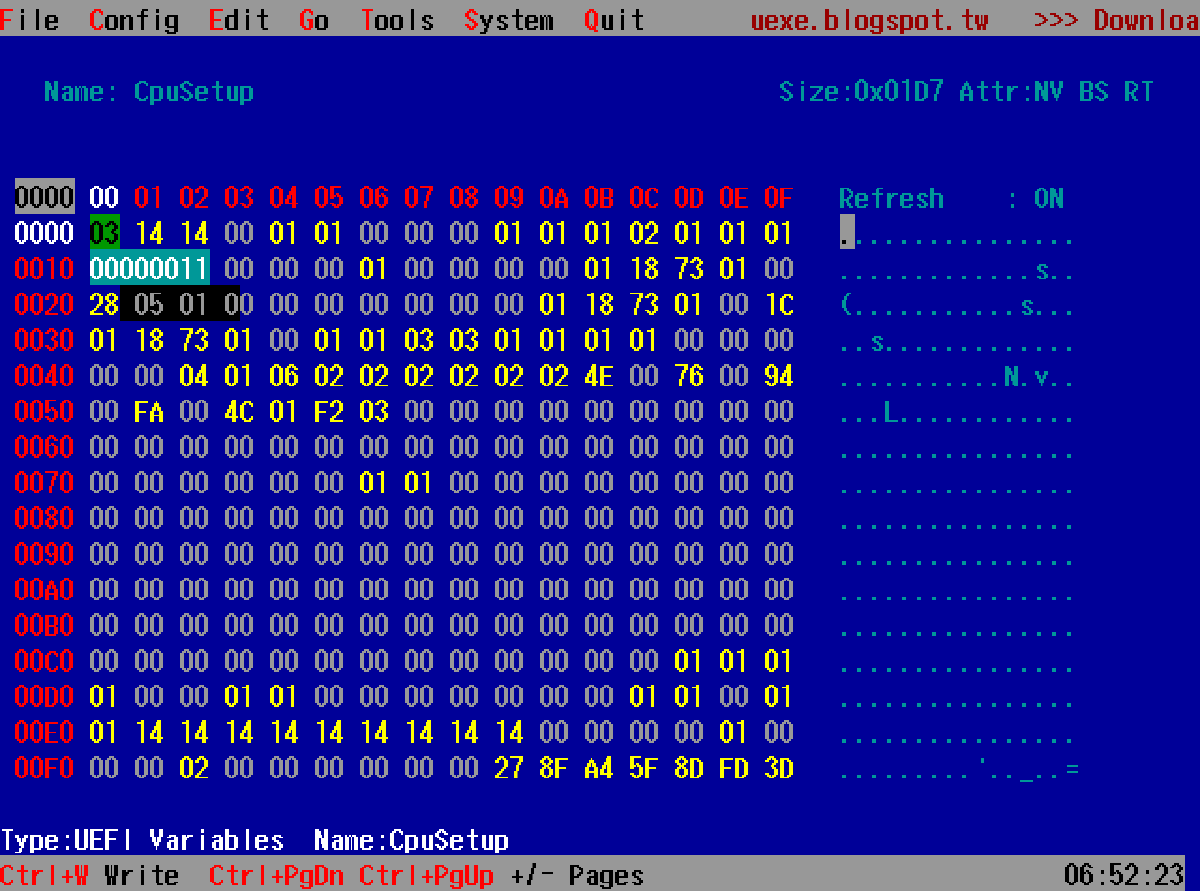 File Config Edit Go Tools System Quit uexe.blogspot.tw >>> Downloa
Name: CpuSetup Size:0x01D7 Attr:NV BS RT
0000 00 01 02 03 04 05 06 07 08 09 0A 0B 0C 0D 0E 0F Refresh : ON
0000 03 14 14 00 01 01 00 00 00 01 01 01 02 01 01 01 ................
0010 00000011 00 00 00 01 00 00 00 00 01 18 73 01 00 .............s..
0020 28 05 01 00 00 00 00 00 00 00 01 18 73 01 00 1C (...........s...
0030 01 18 73 01 00 01 01 03 03 01 01 01 01 00 00 00 ..s.............
0040 00 00 04 01 06 02 02 02 02 02 02 4E 00 76 00 94 ...........N.v..
0050 00 FA 00 4C 01 F2 03 00 00 00 00 00 00 00 00 00 ...L............
0060 00 00 00 00 00 00 00 00 00 00 00 00 00 00 00 00 ................
0070 00 00 00 00 00 00 01 01 00 00 00 00 00 00 00 00 ................
0080 00 00 00 00 00 00 00 00 00 00 00 00 00 00 00 00 ................
0090 00 00 00 00 00 00 00 00 00 00 00 00 00 00 00 00 ................
00A0 00 00 00 00 00 00 00 00 00 00 00 00 00 00 00 00 ................
00B0 00 00 00 00 00 00 00 00 00 00 00 00 00 00 00 00 ................
00C0 00 00 00 00 00 00 00 00 00 00 00 00 00 01 01 01 ................
00D0 01 00 00 01 01 00 00 00 00 00 00 00 01 01 00 01 ................
00E0 01 14 14 14 14 14 14 14 14 14 00 00 00 00 01 00 ................
00F0 00 00 02 00 00 00 00 00 00 27 8F A4 5F 8D FD 3D .........'.._..=
Type:UEFI Variables Name:CpuSetup
Ctrl+W Write Ctrl+PgDn Ctrl+PgUp +/- Pages 06:52:23